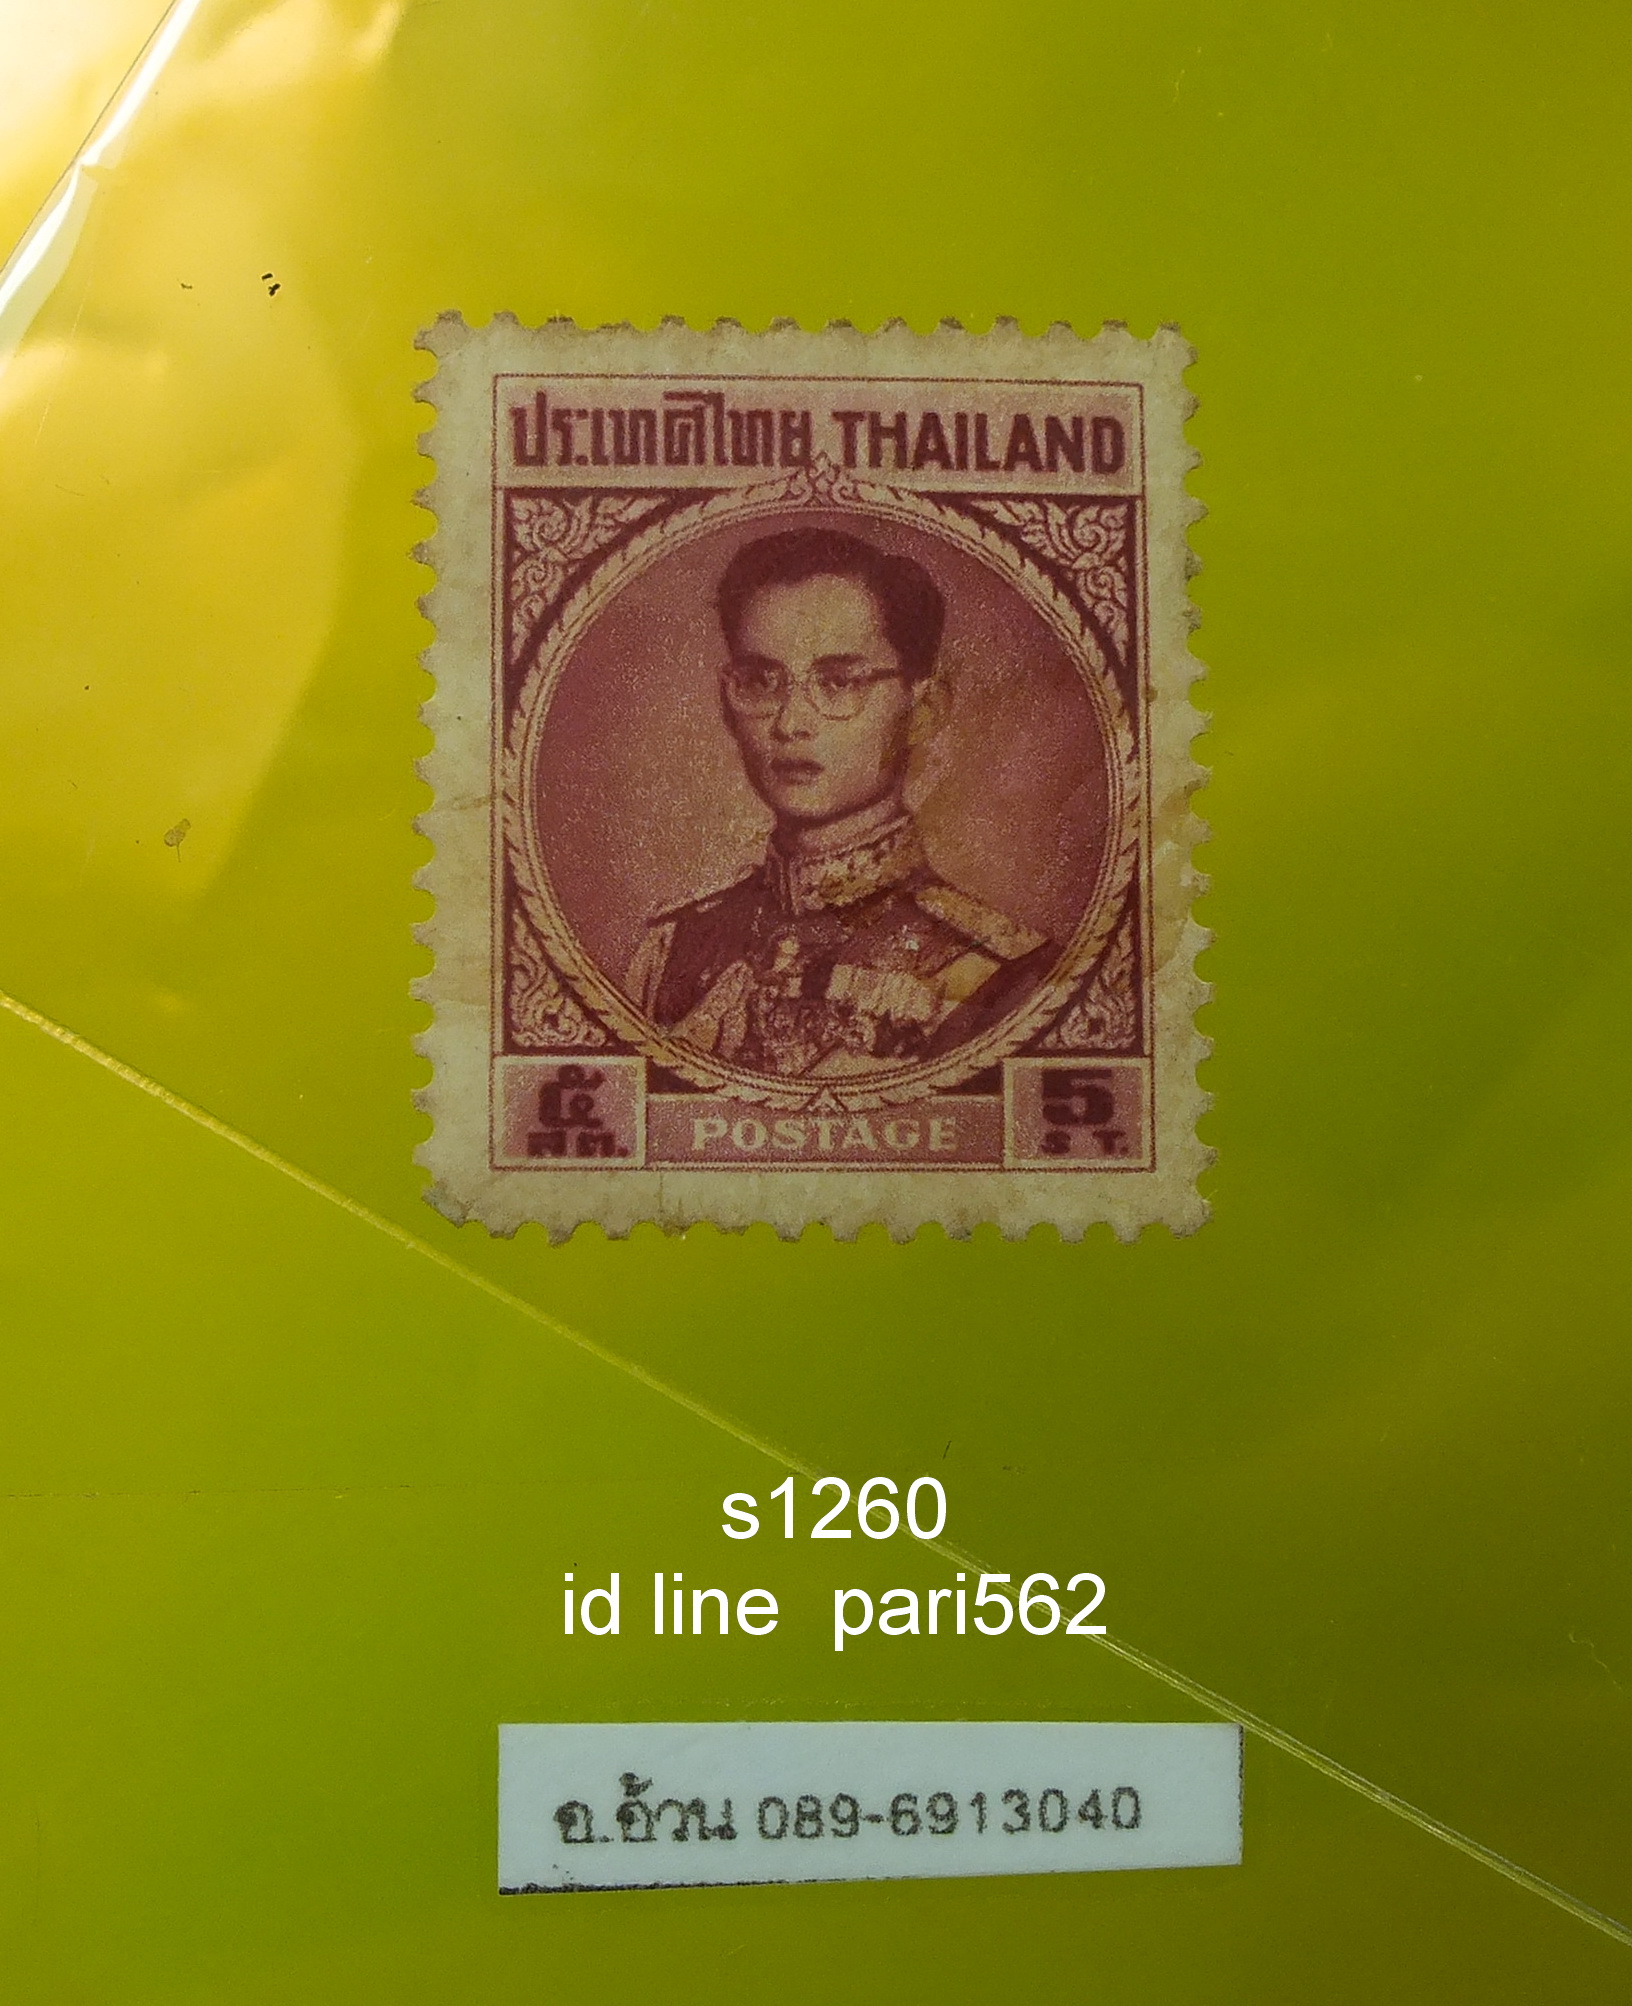 ประเทศไทย THAILAND
๕ สต. POSTAGE 5 ST.
s1260
id line pari562
อ.อ้วน 089-6913040